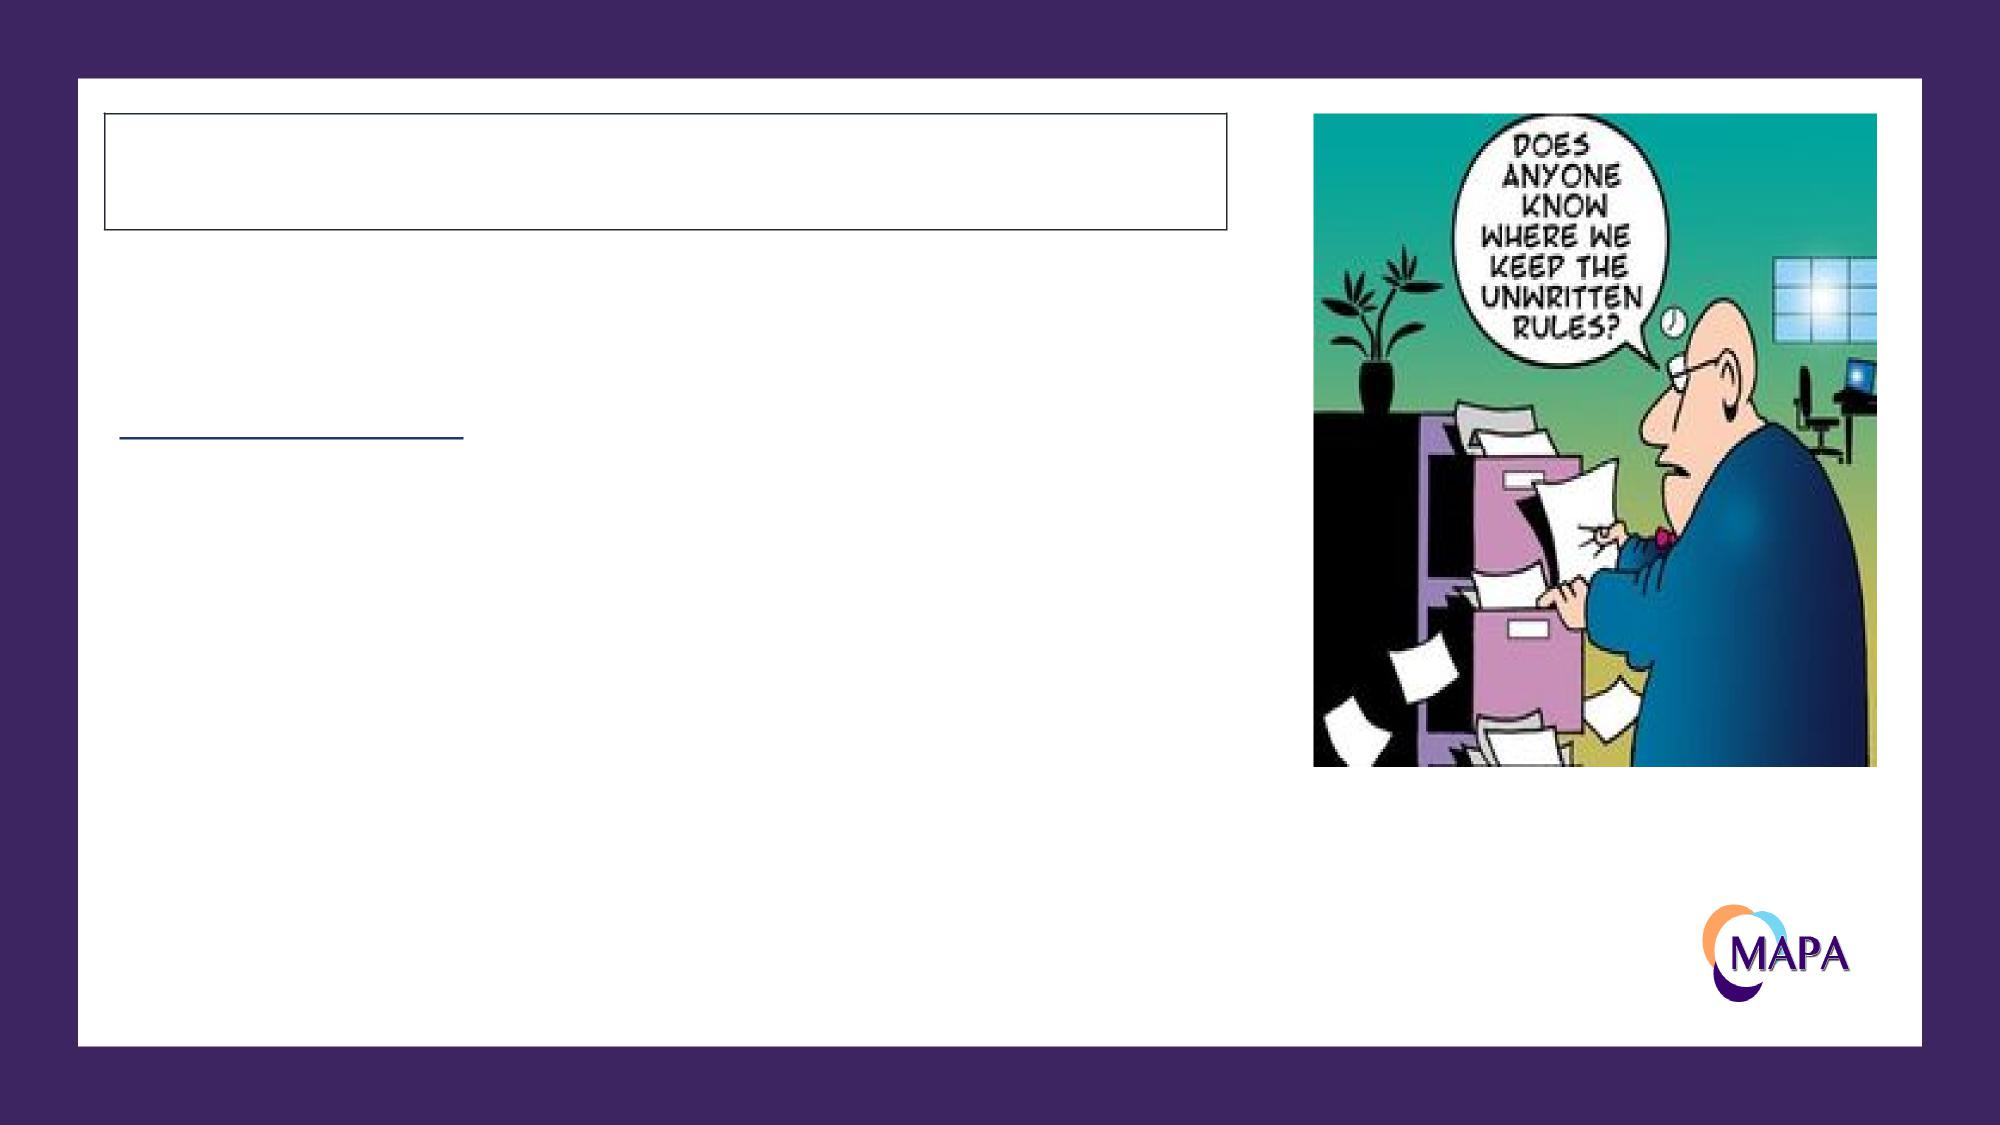 DOES
ANYONE
KNOW
WHERE WE
KEEP THE
UNWRITTEN
RULES?
MAPA